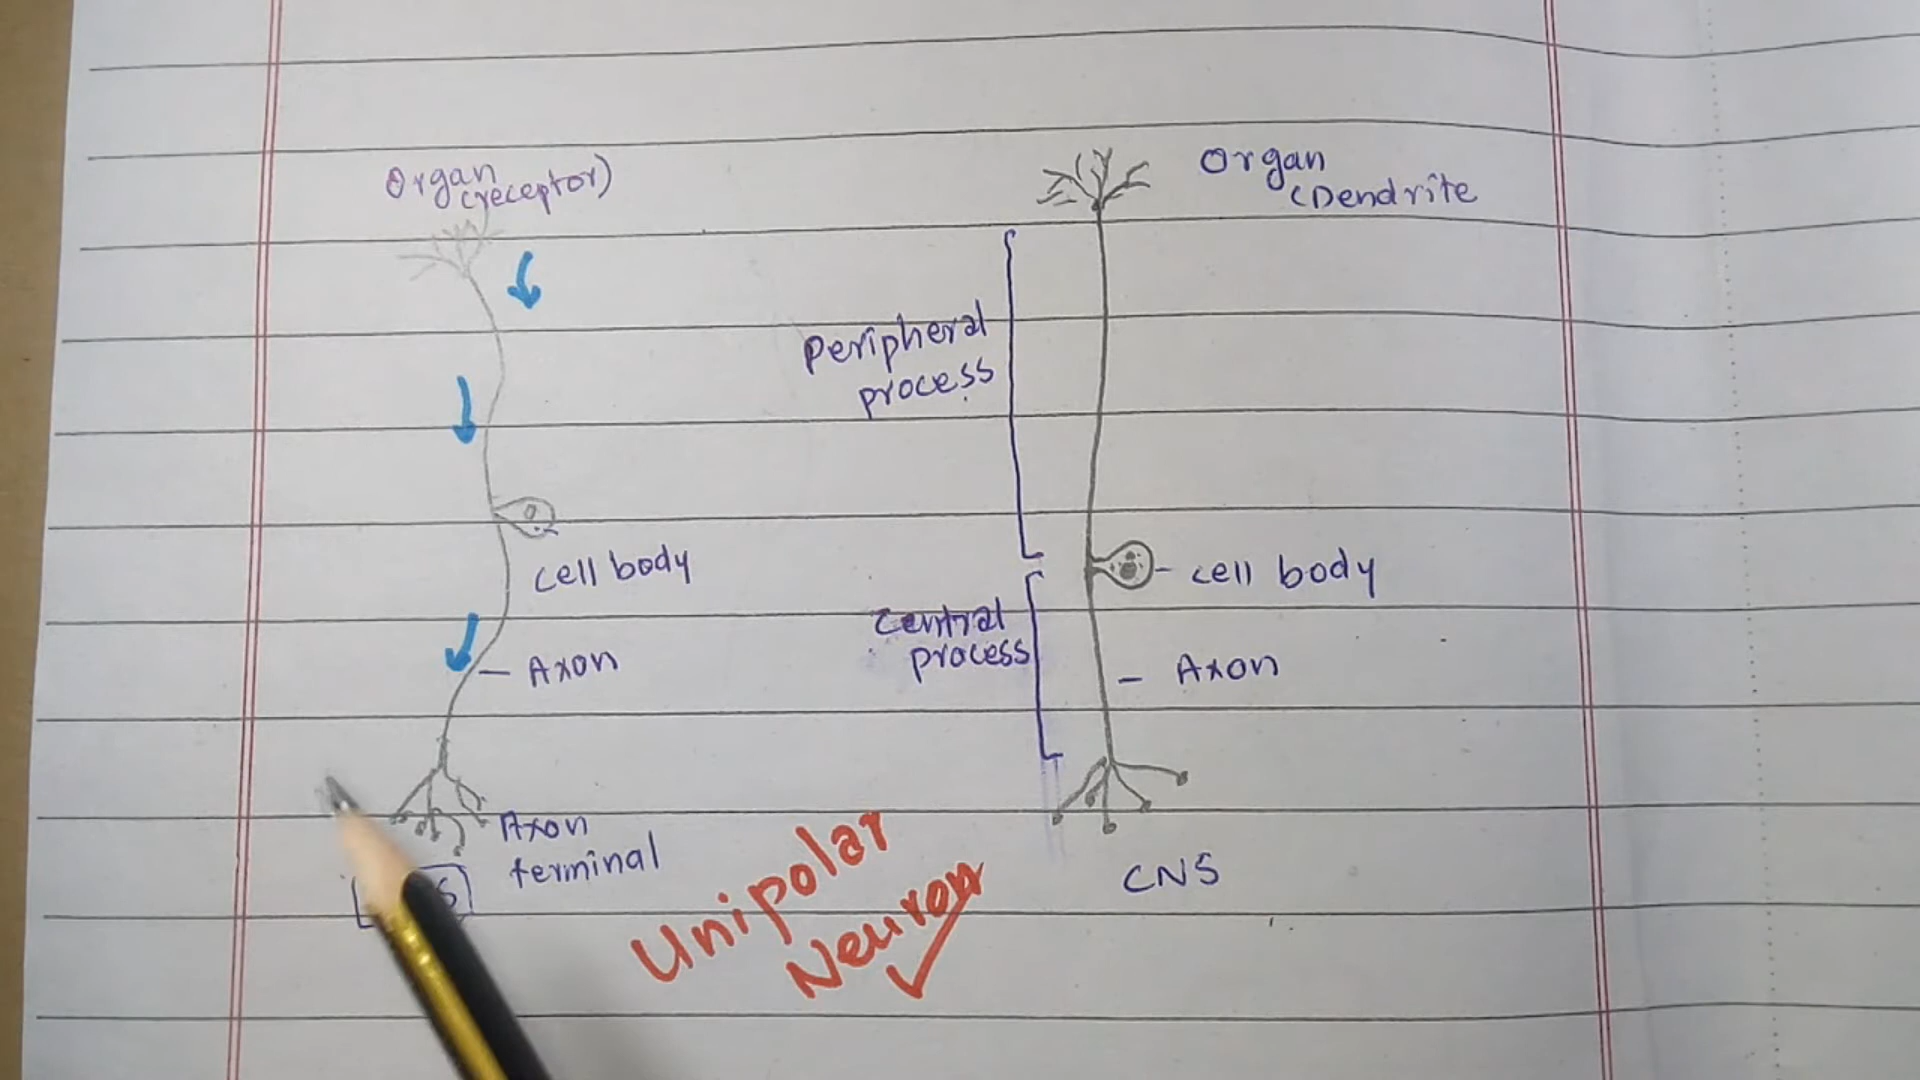 Organ
(receptor)
cell body
Axon
Axon
terminal
Organ
(Dendrite
Peripheral
process
cell body
Central
process
Axon
CNS
Unipolar
Neuron